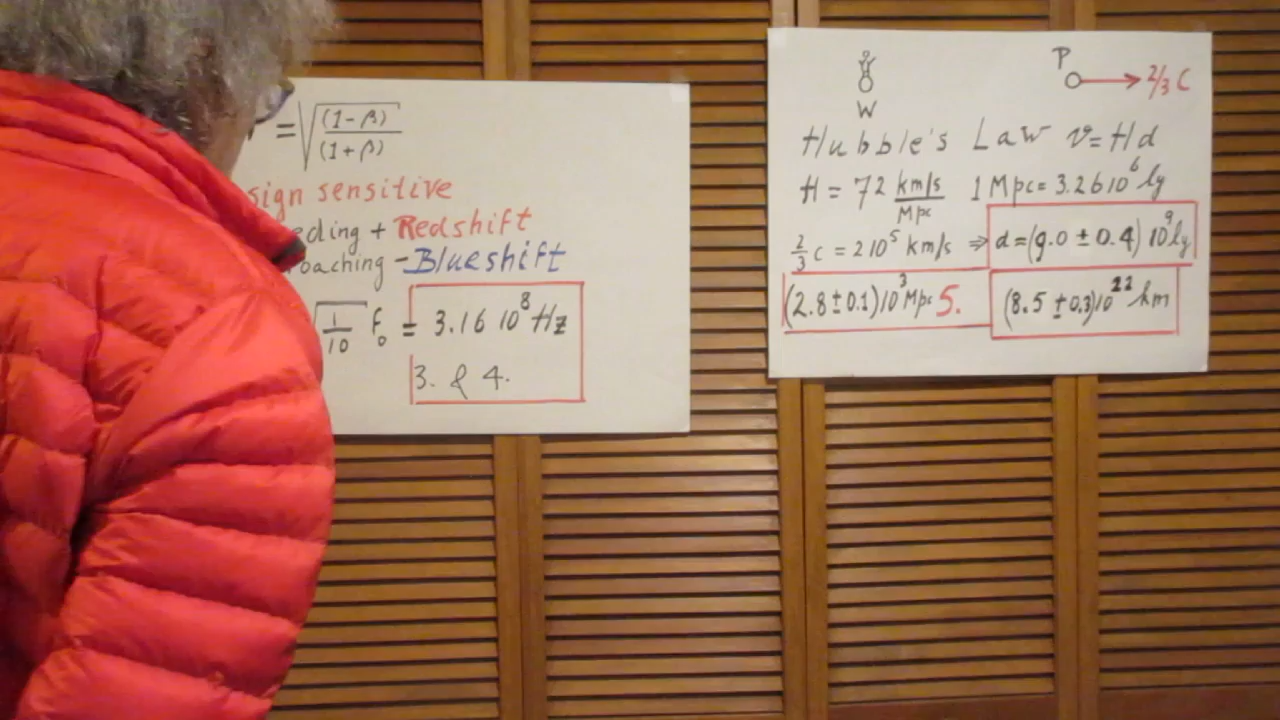 = √((1-β)/(1+β))
sign sensitive
eding + Redshift
oaching - Blueshift
√(1/10) f₀ = 3.16 10⁸ Hz
3. & 4.
W
P → 2/3 C
Hubble's Law v = Hd
H = 72 km/s/Mpc 1 Mpc = 3.26 10⁶ ly
2/3 c = 2 10⁵ km/s ⇒ d = (9.0 ± 0.4) 10⁹ ly
(2.8 ± 0.1) 10³ Mpc 5. (8.5 ± 0.3) 10²² km